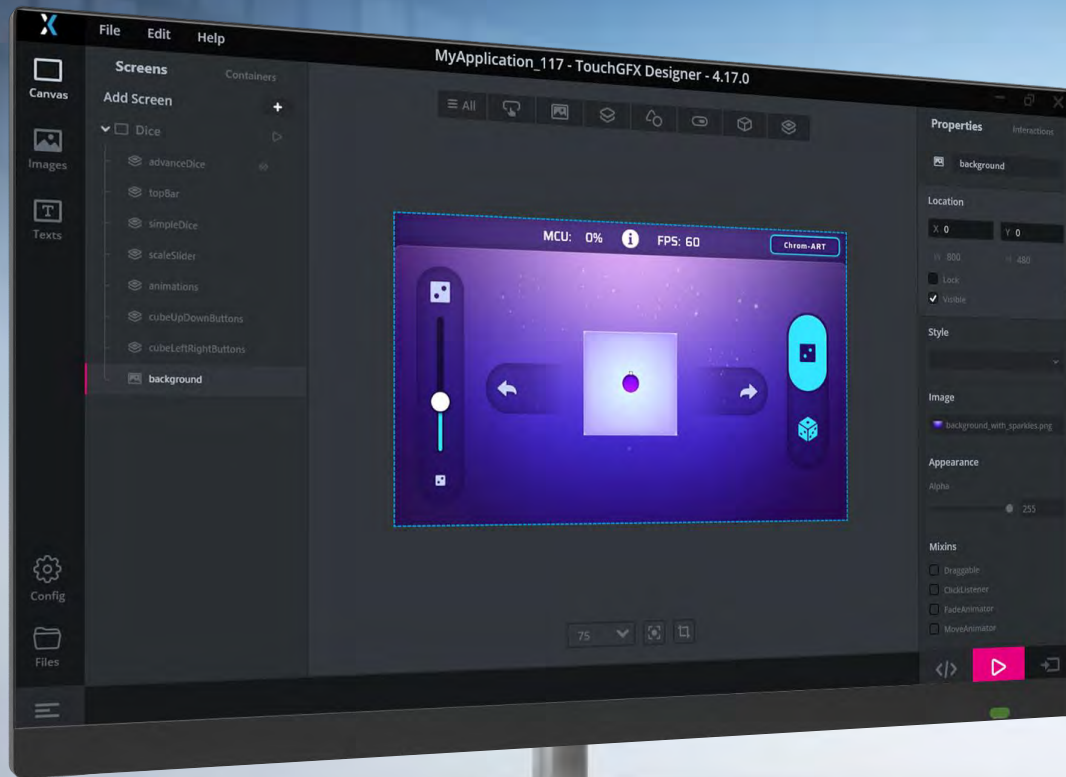 File Edit Help
MyApplication_117 - TouchGFX Designer - 4.17.0
Canvas
Images
Texts
Config
Files
Screens Containers
Add Screen +
Dice
advanceDice
topBar
simpleDice
scaleSlider
animations
cubeUpDownButtons
cubeLeftRightButtons
background
All
MCU: 0% i FPS: 60 Chrom-ART
75
Properties Interactions
background
Location
X 0 Y 0
W 800 H 480
Lock
Visible
Style
Image
background_with_sparkles.png
Appearance
Alpha
255
Mixins
Draggable
ClickListener
FadeAnimator
MoveAnimator